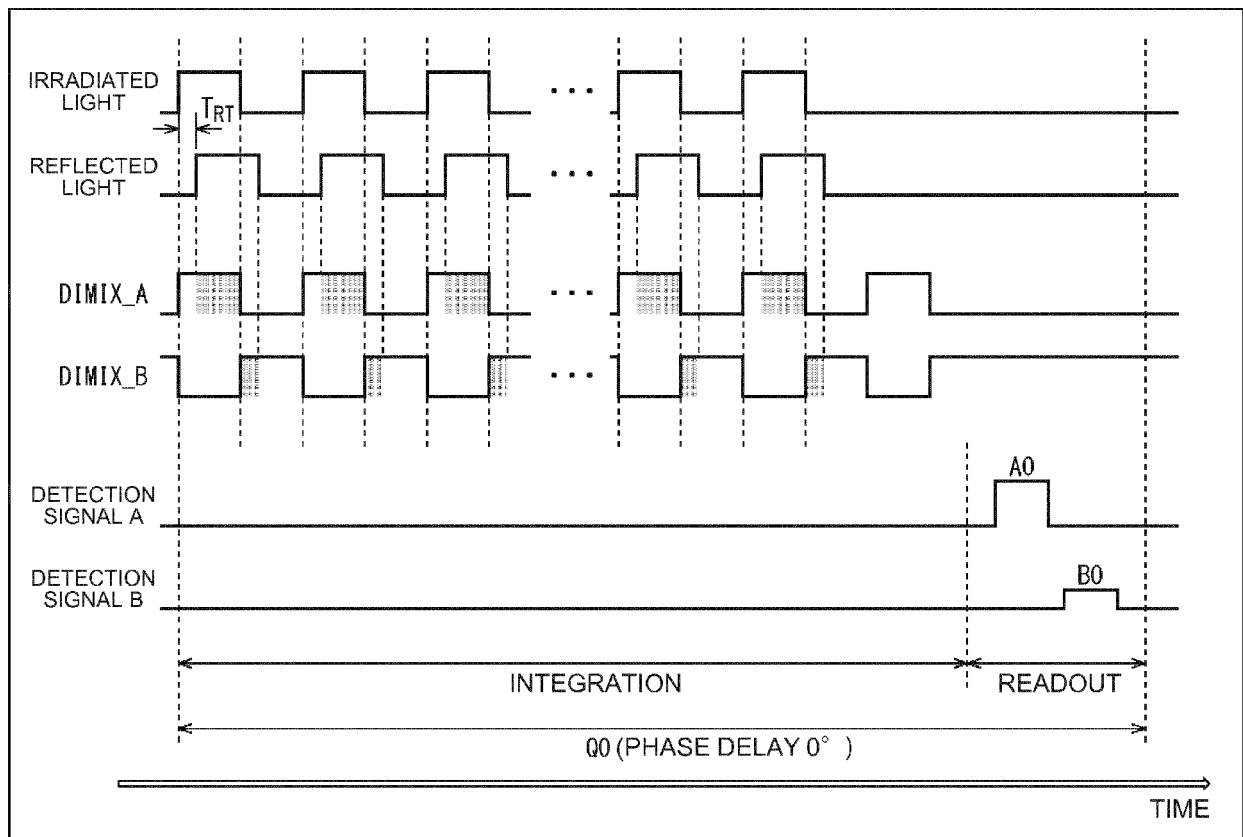 IRRADIATED
LIGHT
TRT
REFLECTED
LIGHT
DIMIX_A
DIMIX_B
A0
DETECTION
SIGNAL A
B0
DETECTION
SIGNAL B
INTEGRATION
READOUT
Q0 (PHASE DELAY 0°)
TIME